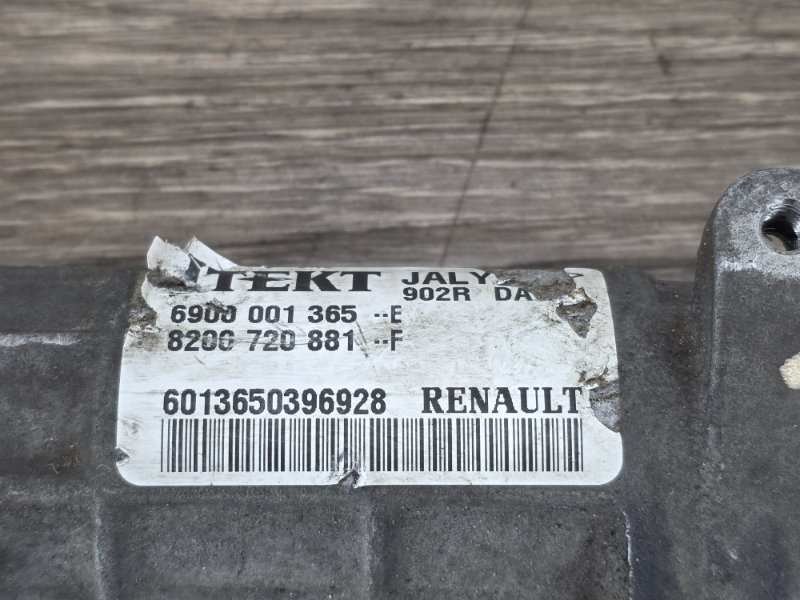 TEKT JALY
902R DA
6900 001 365 --E
8200 720 881 --F
6013650396928 RENAULT